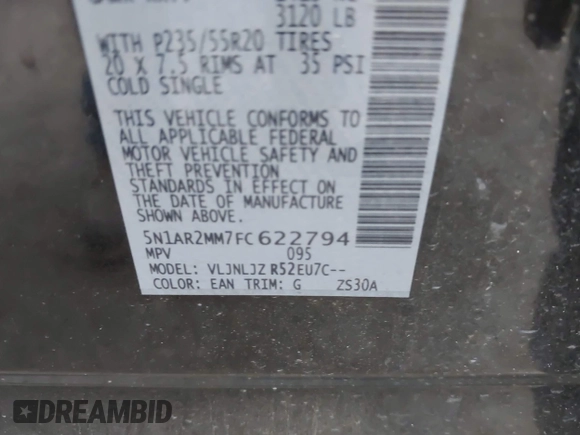 3120 LB
WITH P235/55R20 TIRES
20 X 7.5 RIMS AT 35 PSI
COLD SINGLE
THIS VEHICLE CONFORMS TO
ALL APPLICABLE FEDERAL
MOTOR VEHICLE SAFETY AND
THEFT PREVENTION
STANDARDS IN EFFECT ON
THE DATE OF MANUFACTURE
SHOWN ABOVE.
5N1AR2MM7FC622794
MPV 095
MODEL: VLJNLJZ R52EU7C--
COLOR: EAN TRIM: G ZS30A
DREAMBID